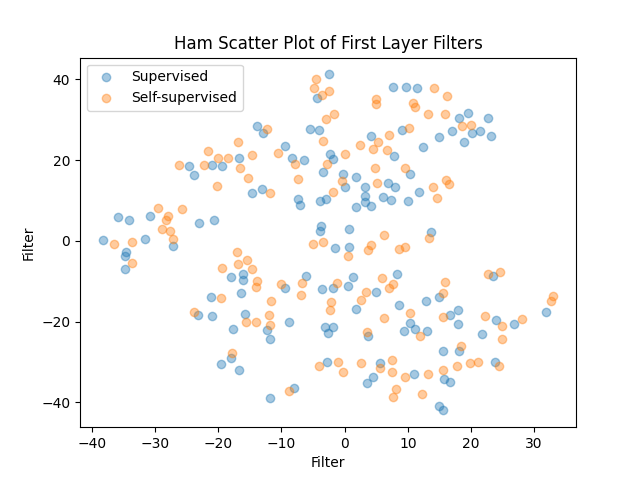 Ham Scatter Plot of First Layer Filters
Supervised
Self-supervised
40
20
0
−20
−40
Filter
−40 −30 −20 −10 0 10 20 30
Filter